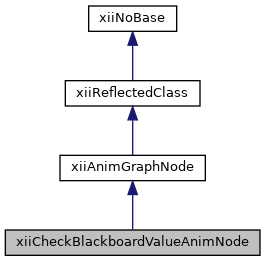 xiiNoBase
xiiReflectedClass
xiiAnimGraphNode
xiiCheckBlackboardValueAnimNode